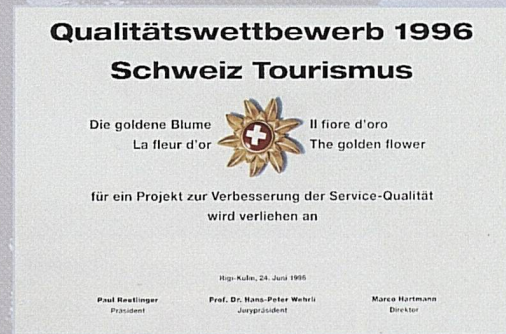 Qualitätswettbewerb 1996
Schweiz Tourismus
Die goldene Blume Il fiore d'oro
La fleur d'or The golden flower
für ein Projekt zur Verbesserung der Service-Qualität
wird verliehen an
Rigi-Kulm, 24. Juni 1996
Paul Reutlinger Prof. Dr. Hans-Peter Wehrli Marco Hartmann
Präsident Jurypräsident Direktor